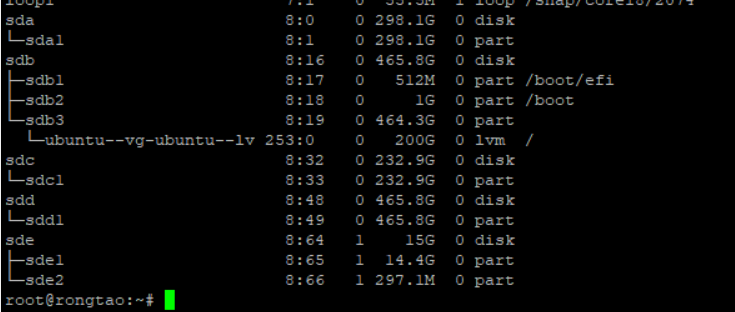 loop1 7:1 0 55.5M 1 loop /snap/core18/2074
sda 8:0 0 298.1G 0 disk
└─sda1 8:1 0 298.1G 0 part
sdb 8:16 0 465.8G 0 disk
├─sdb1 8:17 0 512M 0 part /boot/efi
├─sdb2 8:18 0 1G 0 part /boot
└─sdb3 8:19 0 464.3G 0 part
└─ubuntu--vg-ubuntu--lv 253:0 0 200G 0 lvm /
sdc 8:32 0 232.9G 0 disk
└─sdc1 8:33 0 232.9G 0 part
sdd 8:48 0 465.8G 0 disk
└─sdd1 8:49 0 465.8G 0 part
sde 8:64 1 15G 0 disk
├─sde1 8:65 1 14.4G 0 part
└─sde2 8:66 1 297.1M 0 part
root@rongtao:~#